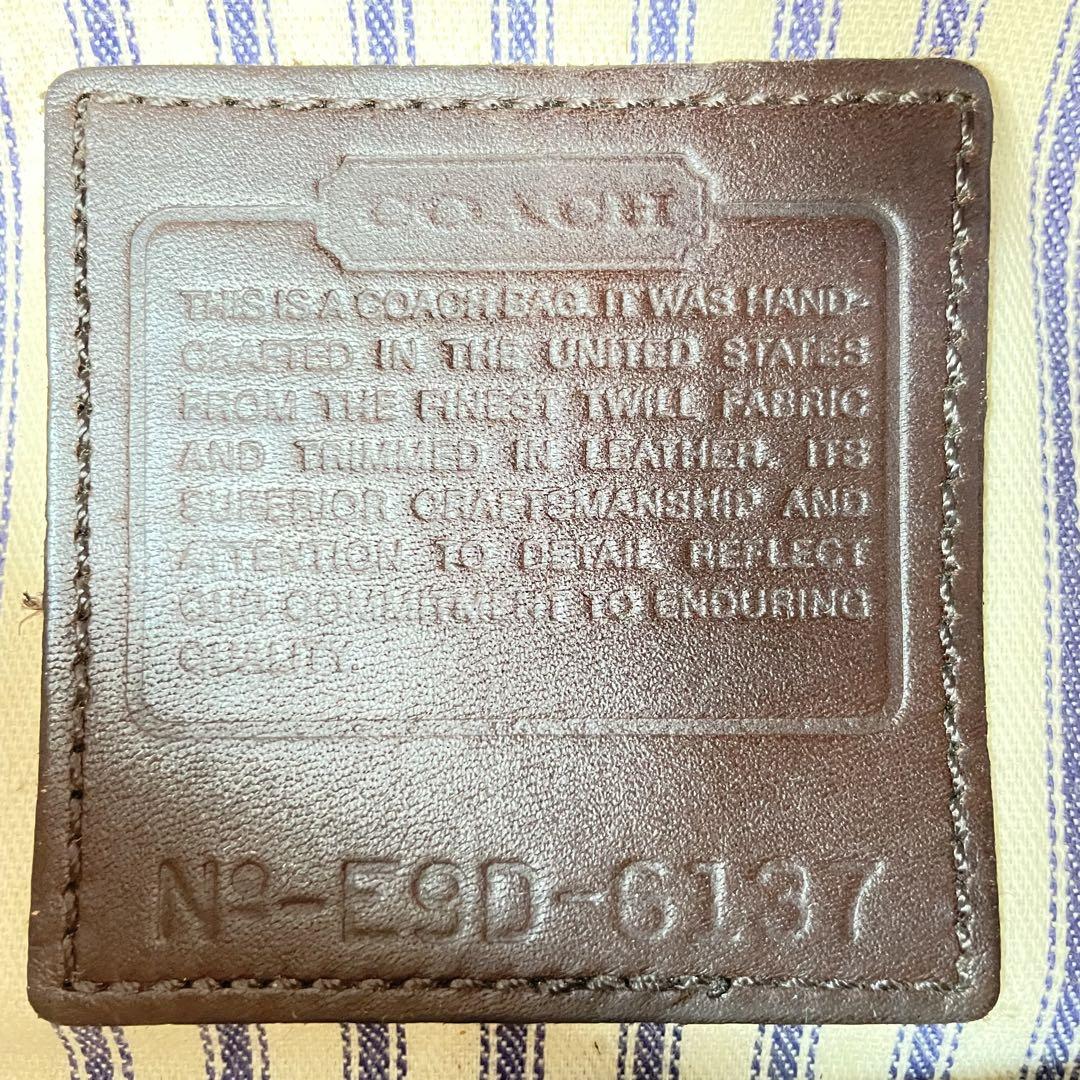 COACH
THIS IS A COACH BAG. IT WAS HAND-
CRAFTED IN THE UNITED STATES
FROM THE FINEST TWILL FABRIC
AND TRIMMED IN LEATHER. ITS
SUPERIOR CRAFTSMANSHIP AND
ATTENTION TO DETAIL REFLECT
OUR COMMITMENT TO ENDURING
QUALITY.
Nº-E9D-6137